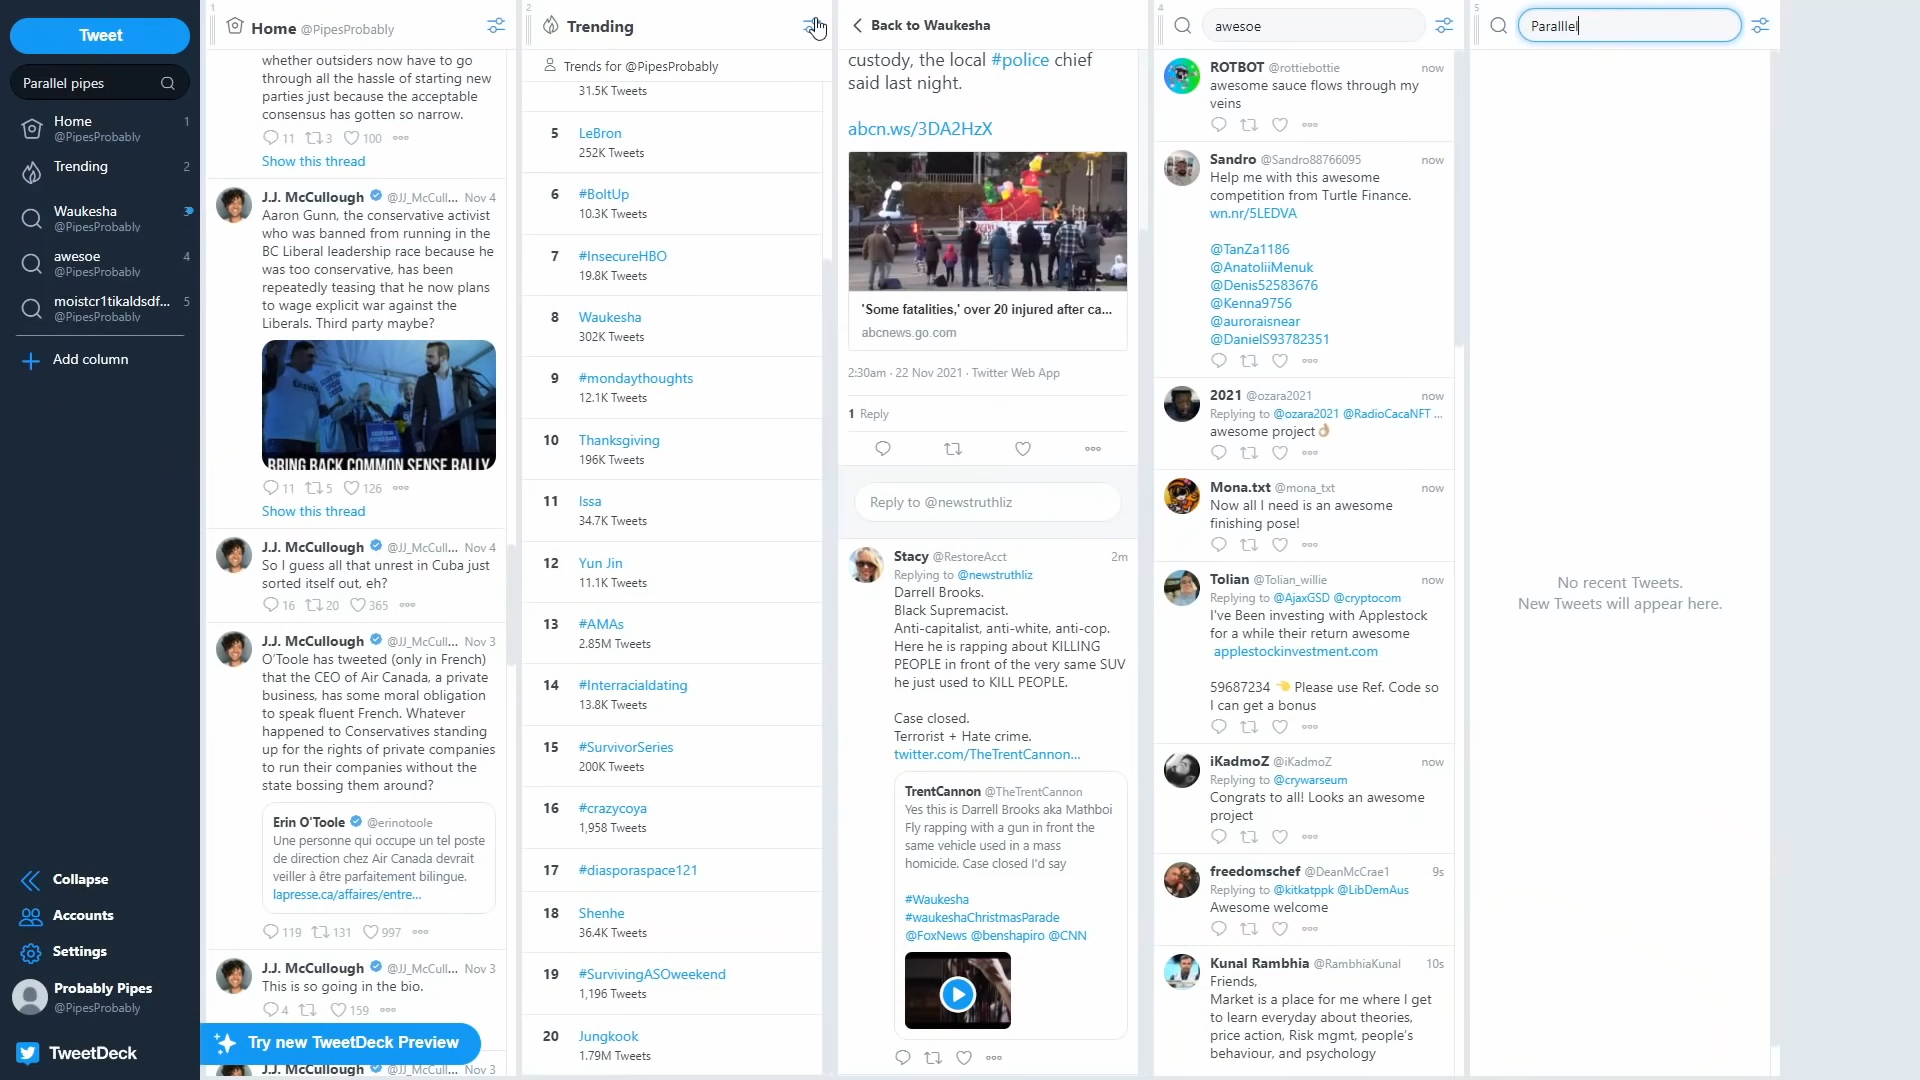 Tweet
Parallel pipes
Home 1
@PipesProbably
Trending 2
Waukesha 3
@PipesProbably
awesoe 4
@PipesProbably
moistcr1tikaldsdf... 5
@PipesProbably
Add column
Collapse
Accounts
Settings
Probably Pipes
@PipesProbably
TweetDeck
1
Home @PipesProbably
whether outsiders now have to go
through all the hassle of starting new
parties just because the acceptable
consensus has gotten so narrow.
11 3 100
Show this thread
J.J. McCullough @JJ_McCull... Nov 4
Aaron Gunn, the conservative activist
who was banned from running in the
BC Liberal leadership race because he
was too conservative, has been
repeatedly teasing that he now plans
to wage explicit war against the
Liberals. Third party maybe?
BRING BACK COMMON SENSE RALLY
11 5 126
Show this thread
J.J. McCullough @JJ_McCull... Nov 4
So I guess all that unrest in Cuba just
sorted itself out, eh?
16 20 365
J.J. McCullough @JJ_McCull... Nov 3
O'Toole has tweeted (only in French)
that the CEO of Air Canada, a private
business, has some moral obligation
to speak fluent French. Whatever
happened to Conservatives standing
up for the rights of private companies
to run their companies without the
state bossing them around?
Erin O'Toole @erinotoole
Une personne qui occupe un tel poste
de direction chez Air Canada devrait
veiller à être parfaitement bilingue.
lapresse.ca/affaires/entre...
119 131 997
J.J. McCullough @JJ_McCull... Nov 3
This is so going in the bio.
4 159
Try new TweetDeck Preview
J.J. McCullough @JJ_McCull... Nov 3
2
Trending
Trends for @PipesProbably
31.5K Tweets
5 LeBron
252K Tweets
6 #BoltUp
10.3K Tweets
7 #InsecureHBO
19.8K Tweets
8 Waukesha
302K Tweets
9 #mondaythoughts
12.1K Tweets
10 Thanksgiving
196K Tweets
11 Issa
34.7K Tweets
12 Yun Jin
11.1K Tweets
13 #AMAs
2.85M Tweets
14 #Interracialdating
13.8K Tweets
15 #SurvivorSeries
200K Tweets
16 #crazycoya
1,958 Tweets
17 #diasporaspace121
18 Shenhe
36.4K Tweets
19 #SurvivingASOweekend
1,196 Tweets
20 Jungkook
1.79M Tweets
Back to Waukesha
custody, the local #police chief
said last night.
abcn.ws/3DA2HzX
'Some fatalities,' over 20 injured after ca...
abcnews.go.com
2:30am · 22 Nov 2021 · Twitter Web App
1 Reply
Reply to @newstruthliz
Stacy @RestoreAcct 2m
Replying to @newstruthliz
Darrell Brooks.
Black Supremacist.
Anti-capitalist, anti-white, anti-cop.
Here he is rapping about KILLING
PEOPLE in front of the very same SUV
he just used to KILL PEOPLE.
Case closed.
Terrorist + Hate crime.
twitter.com/TheTrentCannon...
TrentCannon @TheTrentCannon
Yes this is Darrell Brooks aka Mathboi
Fly rapping with a gun in front the
same vehicle used in a mass
homicide. Case closed I'd say
#Waukesha
#waukeshaChristmasParade
@FoxNews @benshapiro @CNN
4
awesoe
ROTBOT @rottiebottie now
awesome sauce flows through my
veins
Sandro @Sandro88766095 now
Help me with this awesome
competition from Turtle Finance.
wn.nr/5LEDVA
@TanZa1186
@AnatoliiMenuk
@Denis52583676
@Kenna9756
@auroraisnear
@DanielS93782351
2021 @ozara2021 now
Replying to @ozara2021 @RadioCacaNFT ...
awesome project👌🏽
Mona.txt @mona_txt now
Now all I need is an awesome
finishing pose!
Tolian @Tolian_willie now
Replying to @AjaxGSD @cryptocom
I've Been investing with Applestock
for a while their return awesome
applestockinvestment.com
59687234 👈 Please use Ref. Code so
I can get a bonus
iKadmoZ @iKadmoZ now
Replying to @crywarseum
Congrats to all! Looks an awesome
project
freedomschef @DeanMcCrae1 9s
Replying to @kitkatppk @LibDemAus
Awesome welcome
Kunal Rambhia @RambhiaKunal 10s
Friends,
Market is a place for me where I get
to learn everyday about theories,
price action, Risk mgmt, people's
behaviour, and psychology
5
Paralllel
No recent Tweets.
New Tweets will appear here.